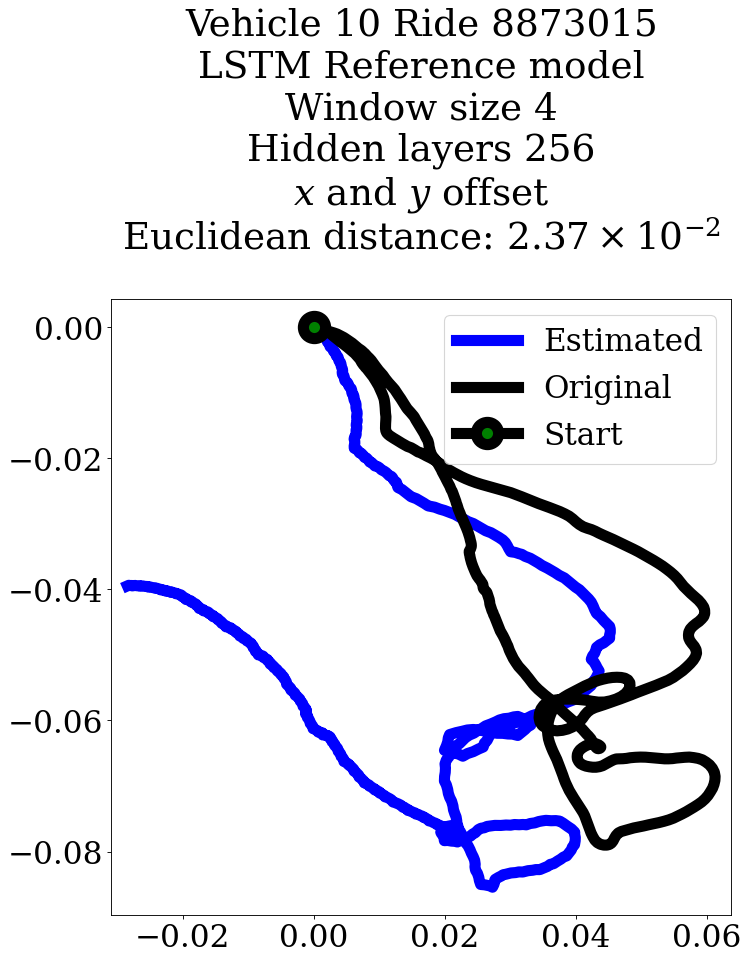 Vehicle 10 Ride 8873015
LSTM Reference model
Window size 4
Hidden layers 256
x and y offset
Euclidean distance: 2.37 × 10⁻²
Estimated
Original
Start
0.00
−0.02
−0.04
−0.06
−0.08
−0.02 0.00 0.02 0.04 0.06